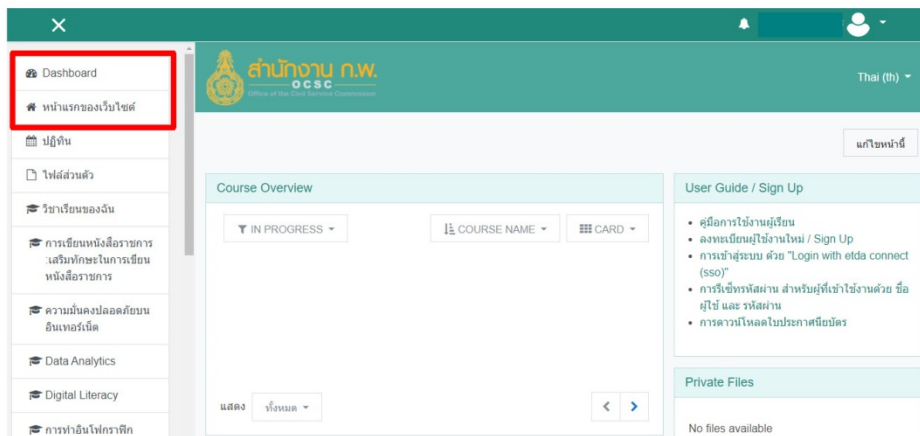 Dashboard
หน้าแรกของเว็บไซต์
ปฏิทิน
ไฟล์ส่วนตัว
วิชาเรียนของฉัน
การเขียนหนังสือราชการ
:เสริมทักษะในการเขียน
หนังสือราชการ
ความมั่นคงปลอดภัยบน
อินเทอร์เน็ต
Data Analytics
Digital Literacy
การทำอินโฟกราฟิก
สำนักงาน ก.พ.
OCSC
Office of the Civil Service Commission
Thai (th)
แก้ไขหน้านี้
Course Overview
IN PROGRESS
COURSE NAME
CARD
แสดง ทั้งหมด
User Guide / Sign Up
คู่มือการใช้งานผู้เรียน
ลงทะเบียนผู้ใช้งานใหม่ / Sign Up
การเข้าสู่ระบบ ด้วย "Login with etda connect
(sso)"
การรีเซ็ทรหัสผ่าน สำหรับผู้ที่เข้าใช้งานด้วย ชื่อ
ผู้ใช้ และ รหัสผ่าน
การดาวน์โหลดใบประกาศนียบัตร
Private Files
No files available